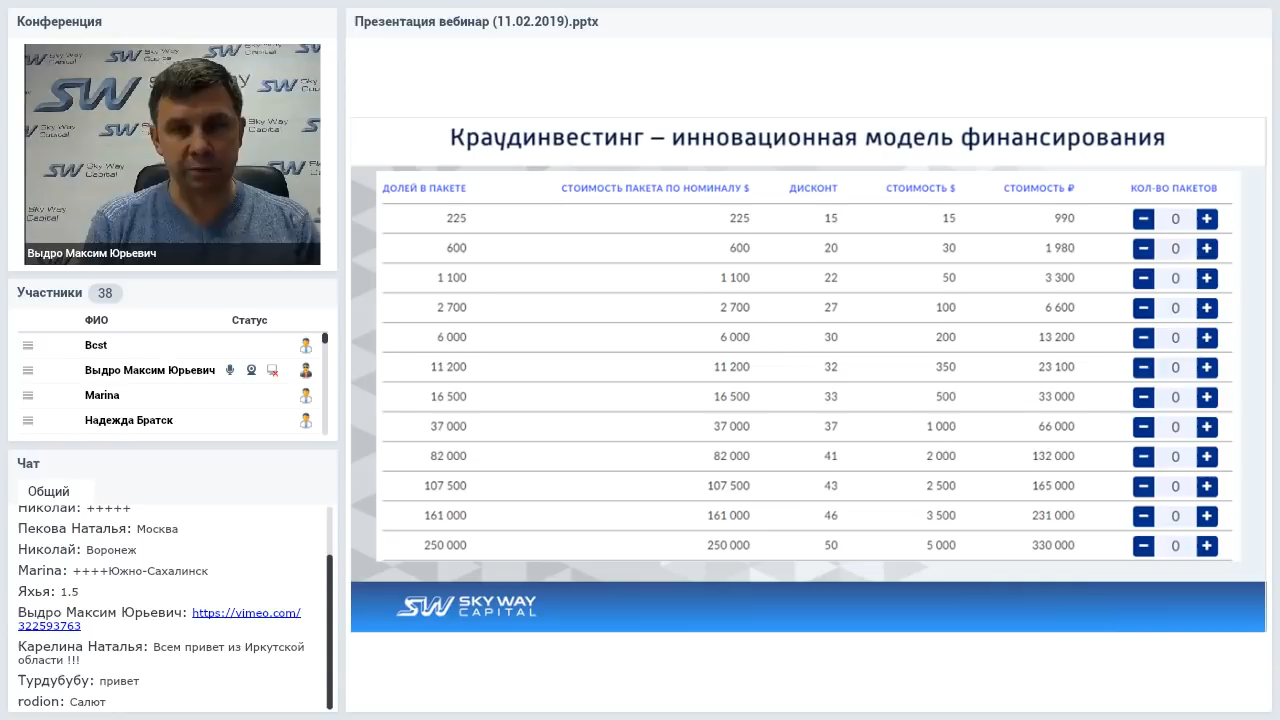 Конференция
SW Sky Way Capital
Выдро Максим Юрьевич
Участники 38
ФИО Статус
Bcst
Выдро Максим Юрьевич
Marina
Надежда Братск
Чат
Общий
Николай: +++++
Пекова Наталья: Москва
Николай: Воронеж
Marina: ++++Южно-Сахалинск
Яхья: 1.5
Выдро Максим Юрьевич: https://vimeo.com/
322593763
Карелина Наталья: Всем привет из Иркутской
области !!!
Турдубубу: привет
rodion: Салют
Презентация вебинар (11.02.2019).pptx
Краудинвестинг – инновационная модель финансирования
ДОЛЕЙ В ПАКЕТЕ СТОИМОСТЬ ПАКЕТА ПО НОМИНАЛУ $ ДИСКОНТ СТОИМОСТЬ $ СТОИМОСТЬ ₽ КОЛ-ВО ПАКЕТОВ
225 225 15 15 990 − 0 +
600 600 20 30 1 980 − 0 +
1 100 1 100 22 50 3 300 − 0 +
2 700 2 700 27 100 6 600 − 0 +
6 000 6 000 30 200 13 200 − 0 +
11 200 11 200 32 350 23 100 − 0 +
16 500 16 500 33 500 33 000 − 0 +
37 000 37 000 37 1 000 66 000 − 0 +
82 000 82 000 41 2 000 132 000 − 0 +
107 500 107 500 43 2 500 165 000 − 0 +
161 000 161 000 46 3 500 231 000 − 0 +
250 000 250 000 50 5 000 330 000 − 0 +
SW SKY WAY
CAPITAL